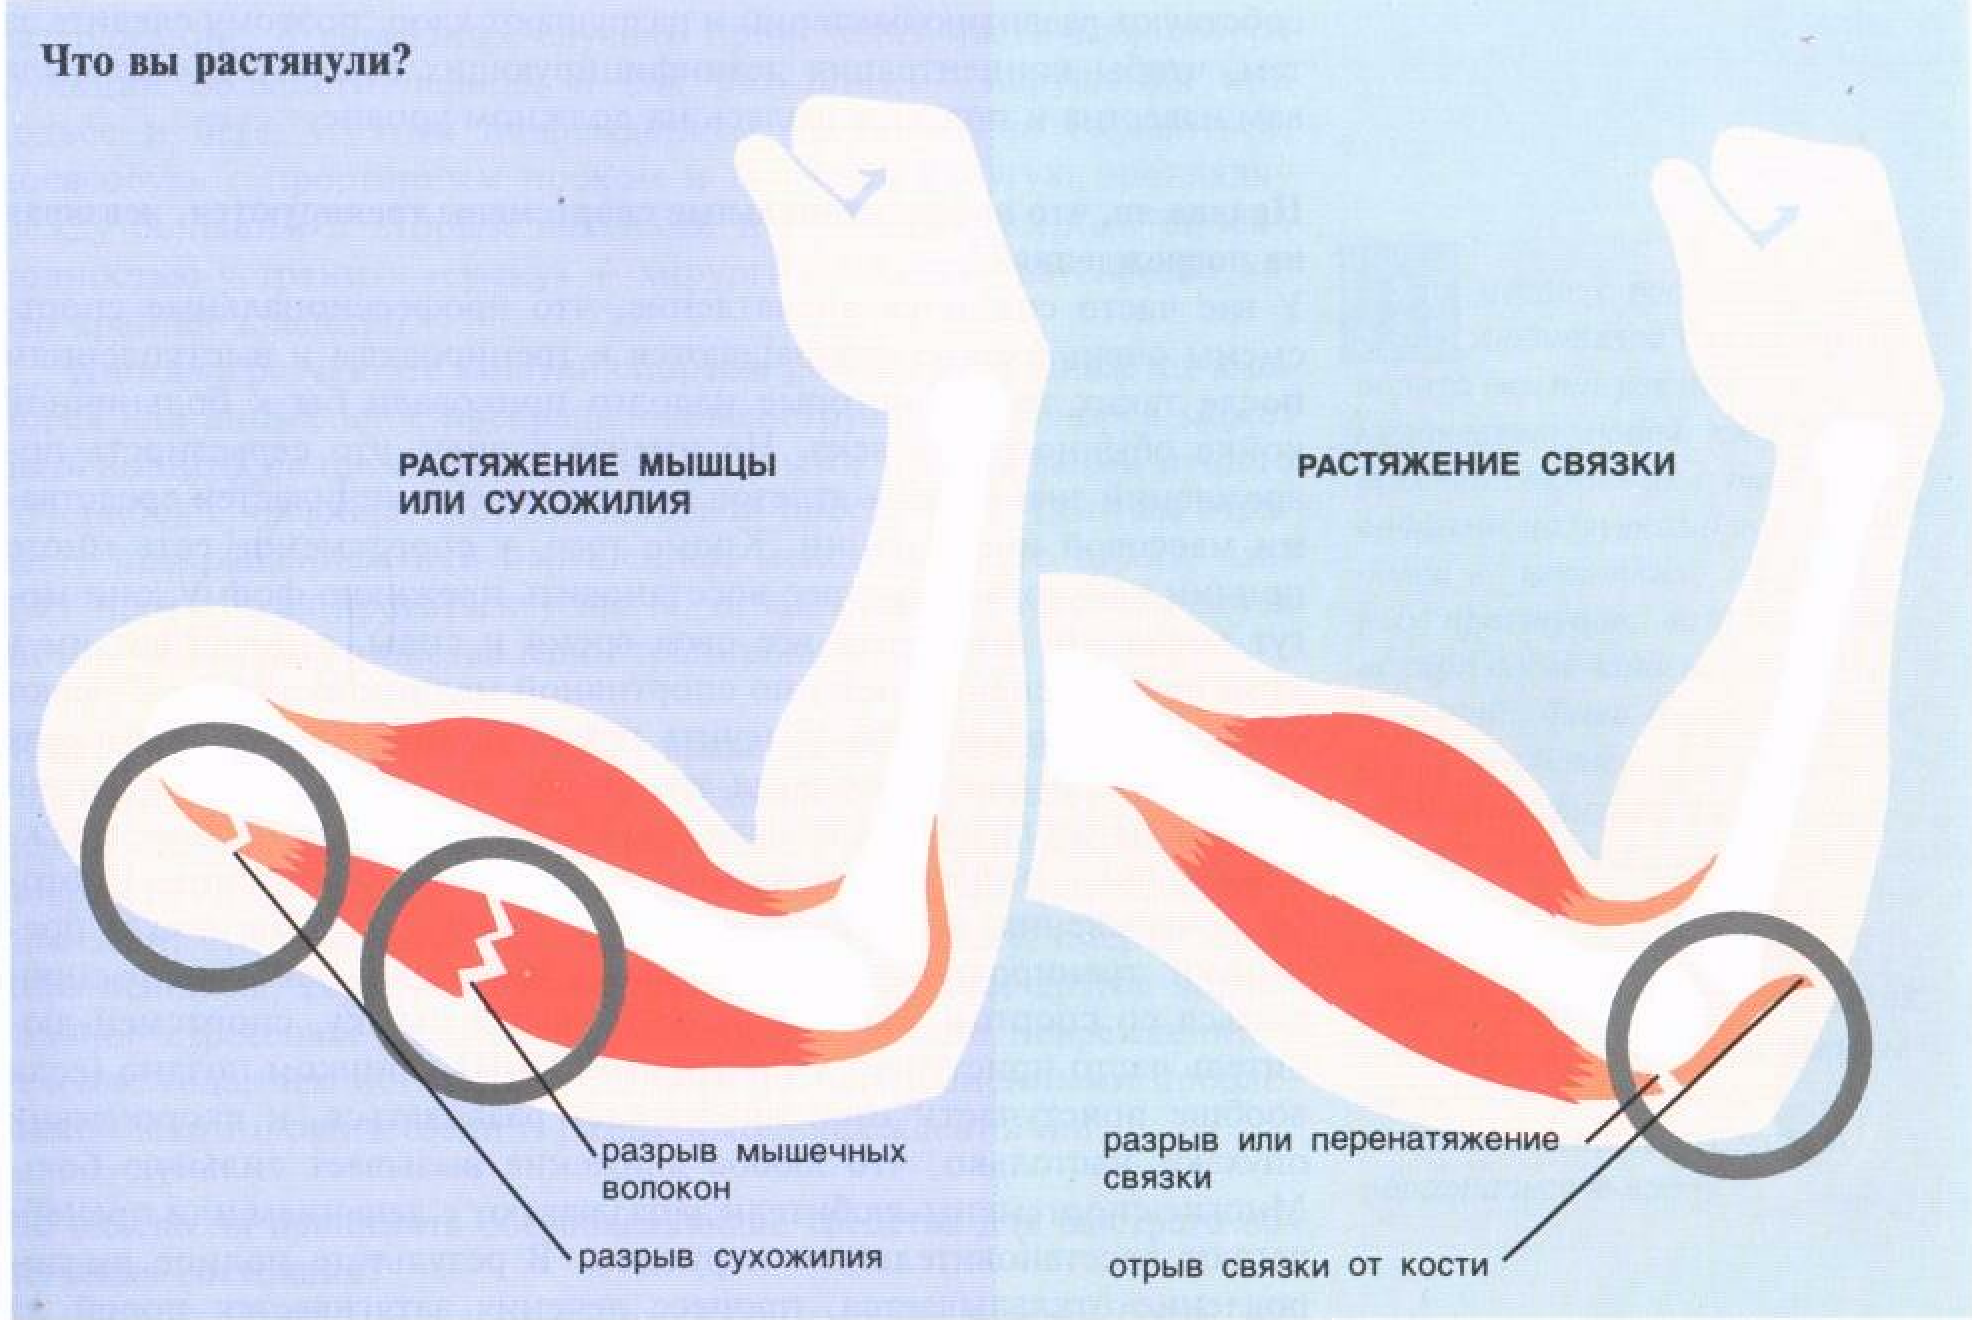 Что вы растянули?
РАСТЯЖЕНИЕ МЫШЦЫ
ИЛИ СУХОЖИЛИЯ
РАСТЯЖЕНИЕ СВЯЗКИ
разрыв мышечных
волокон
разрыв сухожилия
разрыв или перенатяжение
связки
отрыв связки от кости